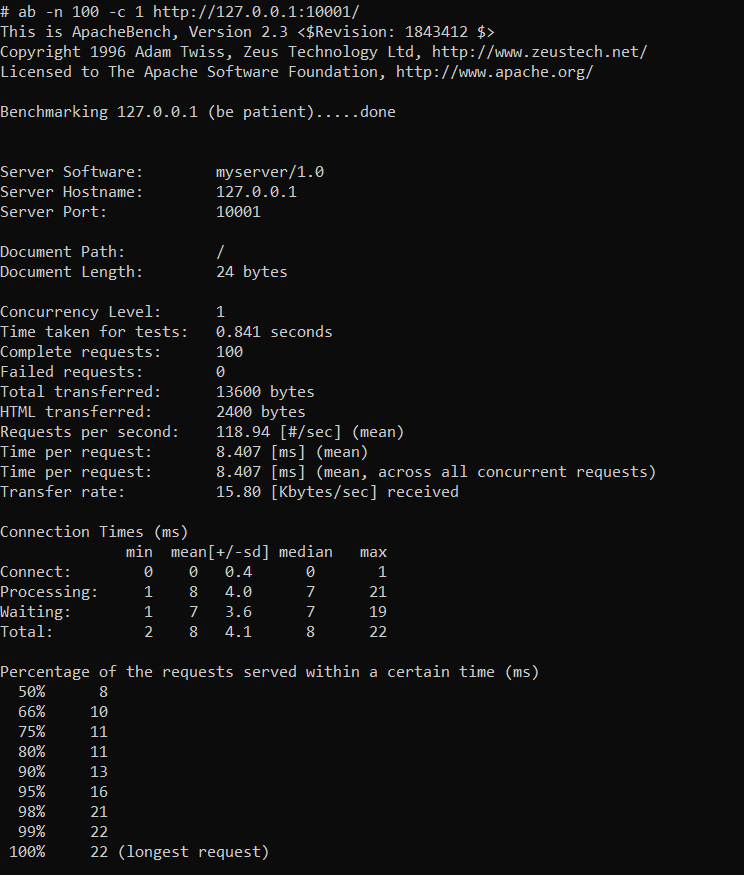 # ab -n 100 -c 1 http://127.0.0.1:10001/
This is ApacheBench, Version 2.3 <$Revision: 1843412 $>
Copyright 1996 Adam Twiss, Zeus Technology Ltd, http://www.zeustech.net/
Licensed to The Apache Software Foundation, http://www.apache.org/

Benchmarking 127.0.0.1 (be patient).....done


Server Software:        myserver/1.0
Server Hostname:        127.0.0.1
Server Port:            10001

Document Path:          /
Document Length:        24 bytes

Concurrency Level:      1
Time taken for tests:   0.841 seconds
Complete requests:      100
Failed requests:        0
Total transferred:      13600 bytes
HTML transferred:       2400 bytes
Requests per second:    118.94 [#/sec] (mean)
Time per request:       8.407 [ms] (mean)
Time per request:       8.407 [ms] (mean, across all concurrent requests)
Transfer rate:          15.80 [Kbytes/sec] received

Connection Times (ms)
              min  mean[+/-sd] median   max
Connect:        0    0   0.4      0       1
Processing:     1    8   4.0      7      21
Waiting:        1    7   3.6      7      19
Total:          2    8   4.1      8      22

Percentage of the requests served within a certain time (ms)
  50%      8
  66%     10
  75%     11
  80%     11
  90%     13
  95%     16
  98%     21
  99%     22
 100%     22 (longest request)